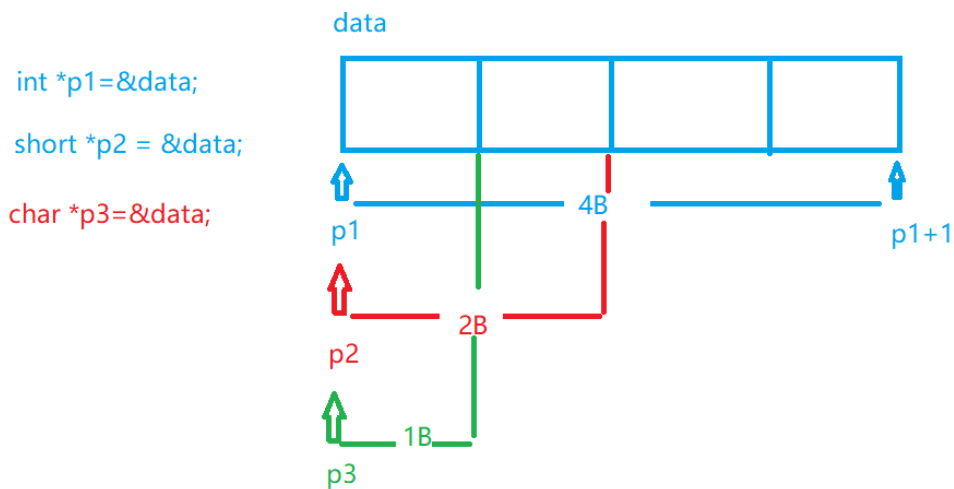 data
int *p1=&data;
short *p2 = &data;
char *p3=&data;
4B
p1
p1+1
2B
p2
1B
p3